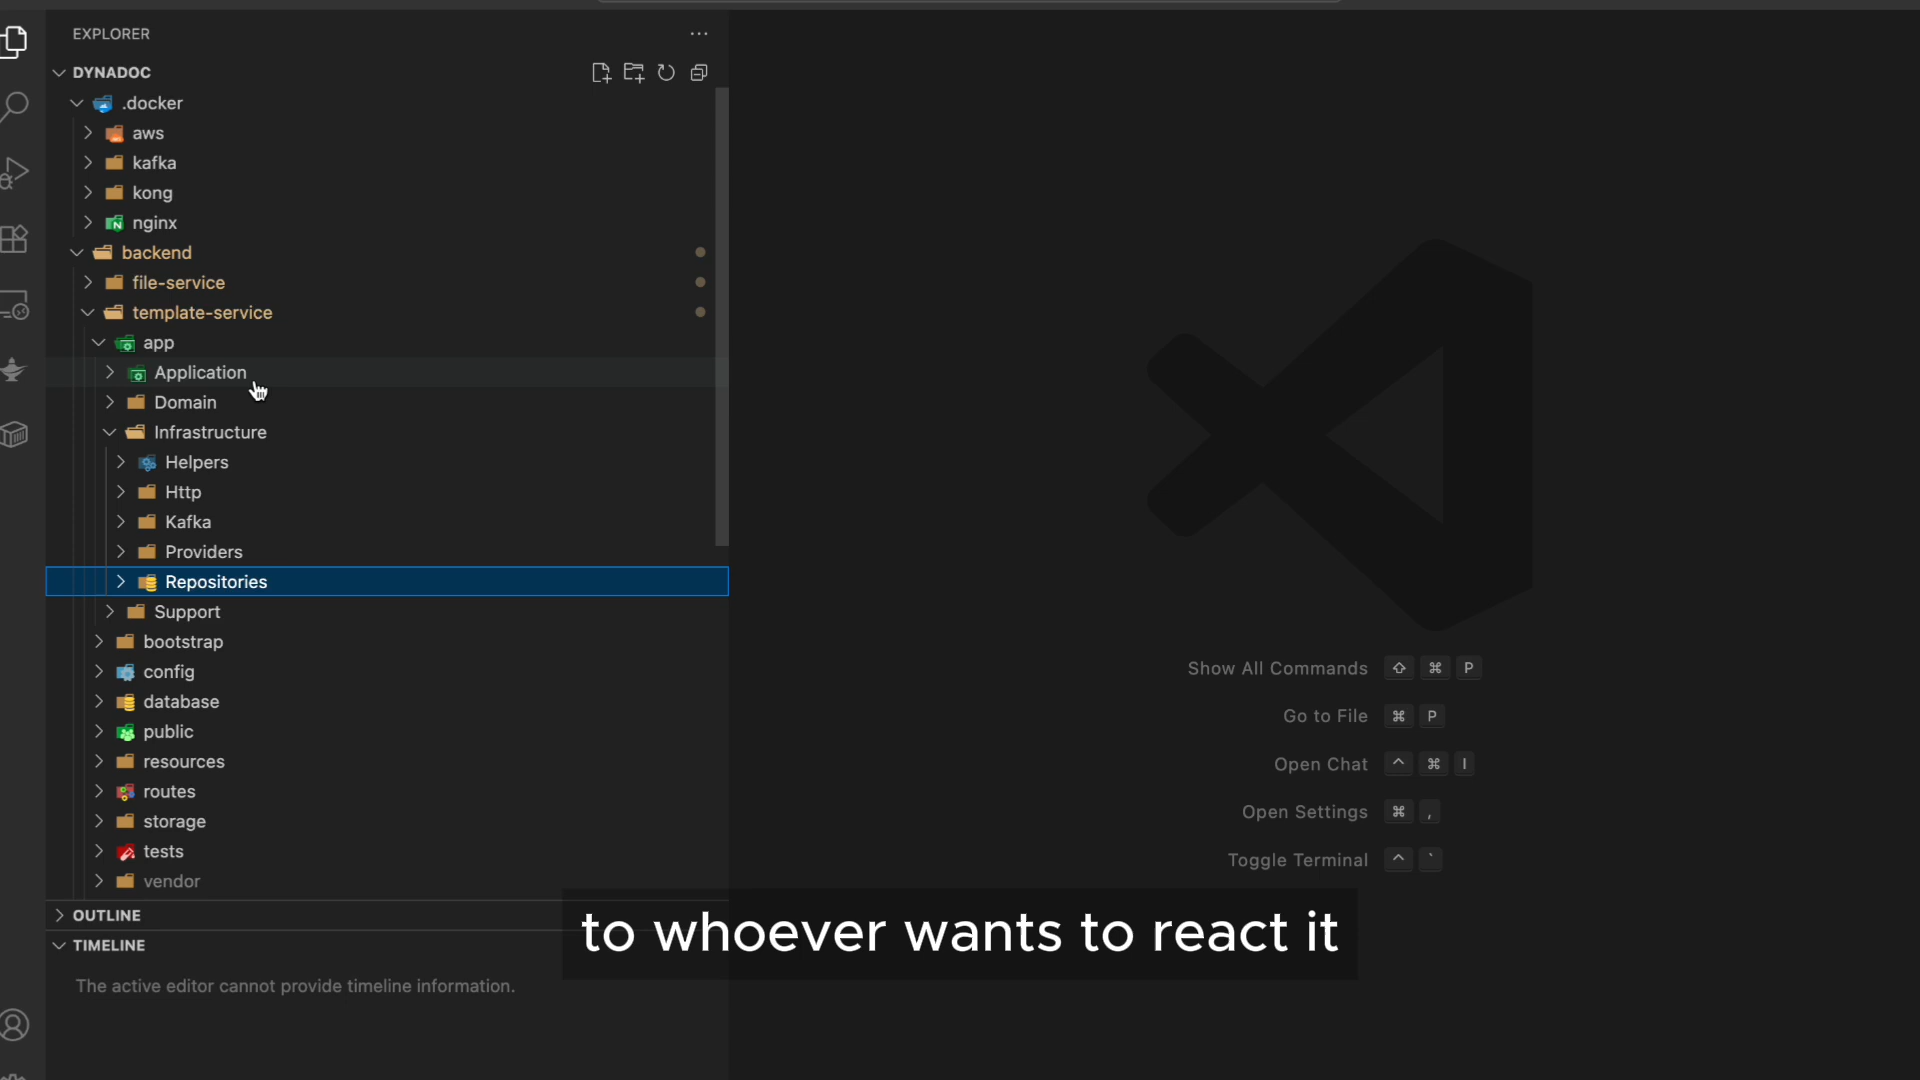 EXPLORER
DYNADOC
.docker
aws
kafka
kong
nginx
backend
file-service
template-service
app
Application
Domain
Infrastructure
Helpers
Http
Kafka
Providers
Repositories
Support
bootstrap
config
database
public
resources
routes
storage
tests
vendor
OUTLINE
TIMELINE
The active editor cannot provide timeline information.
Show All Commands ⇧ ⌘ P
Go to File ⌘ P
Open Chat ^ ⌘ I
Open Settings ⌘ ,
Toggle Terminal ^ `
to whoever wants to react it